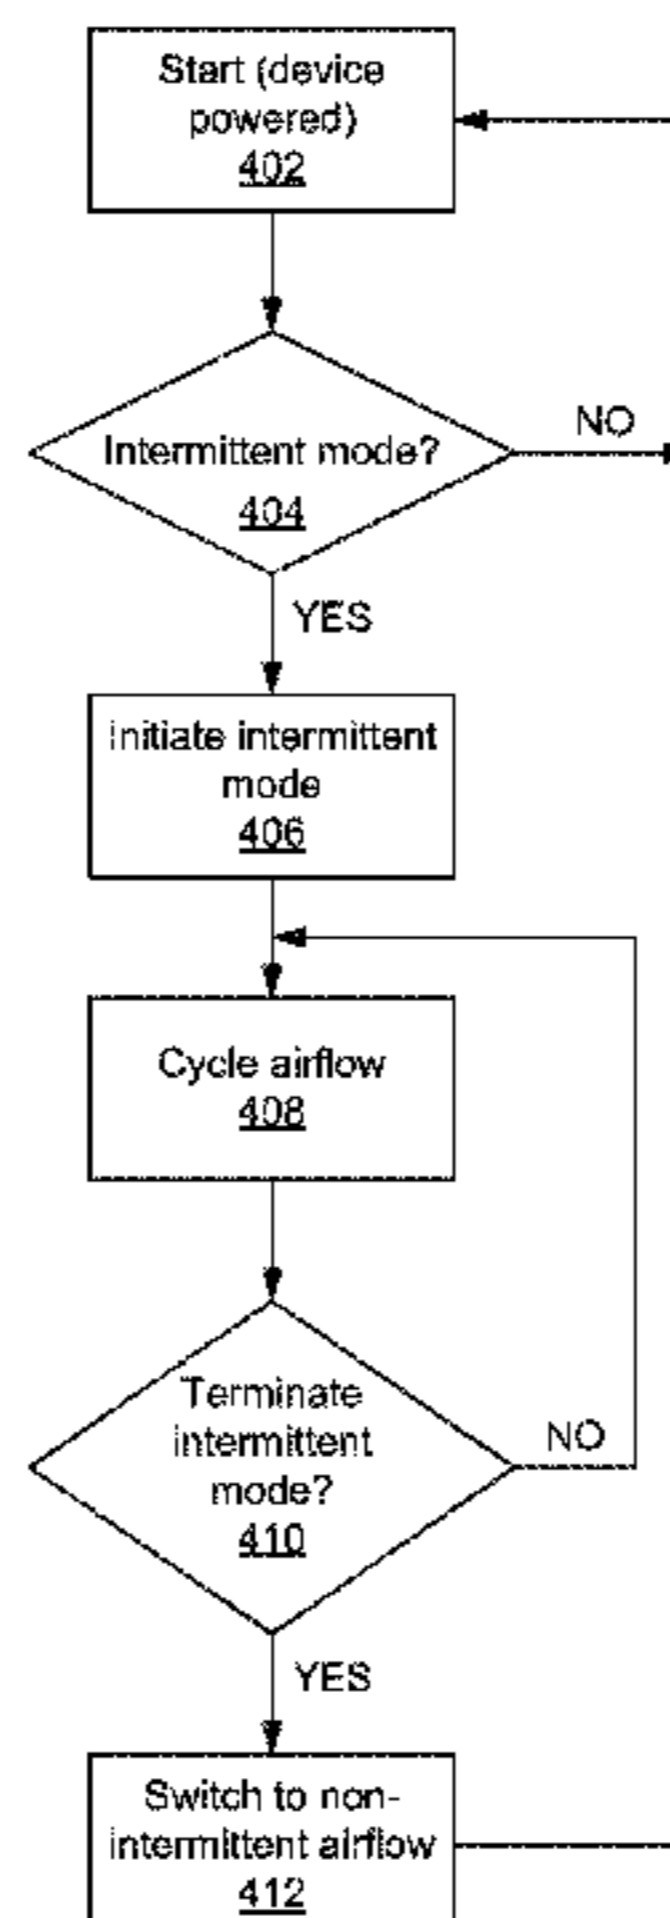 Start (device
powered)
402
Intermittent mode?
NO
404
YES
Initiate intermittent
mode
406
Cycle airflow
408
Terminate
intermittent
mode?
NO
410
YES
Switch to non-
intermittent airflow
412